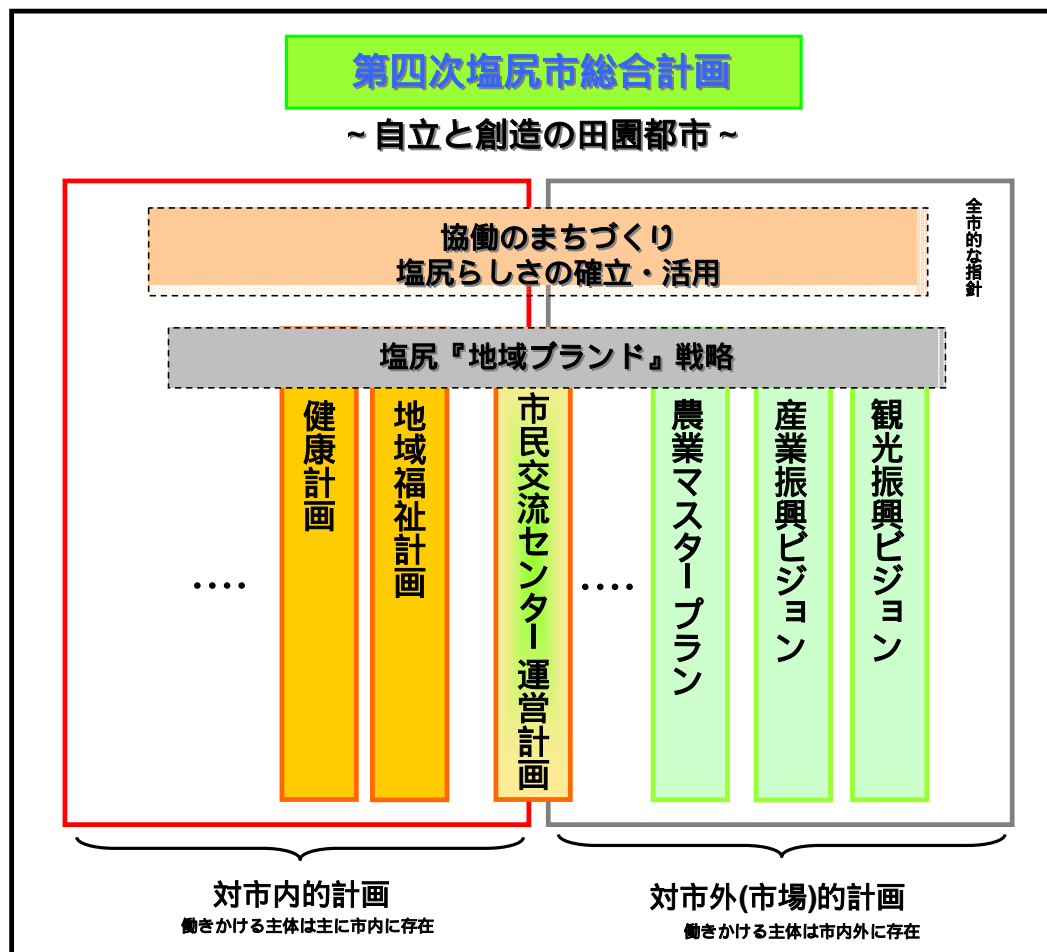 第四次塩尻市総合計画
~自立と創造の田園都市~
全市的な指針
協働のまちづくり
塩尻らしさの確立・活用
塩尻『地域ブランド』戦略
健康計画
地域福祉計画
市民交流センター運営計画
農業マスタープラン
産業振興ビジョン
観光振興ビジョン
‥‥
‥‥
対市内的計画
働きかける主体は主に市内に存在
対市外(市場)的計画
働きかける主体は市内外に存在